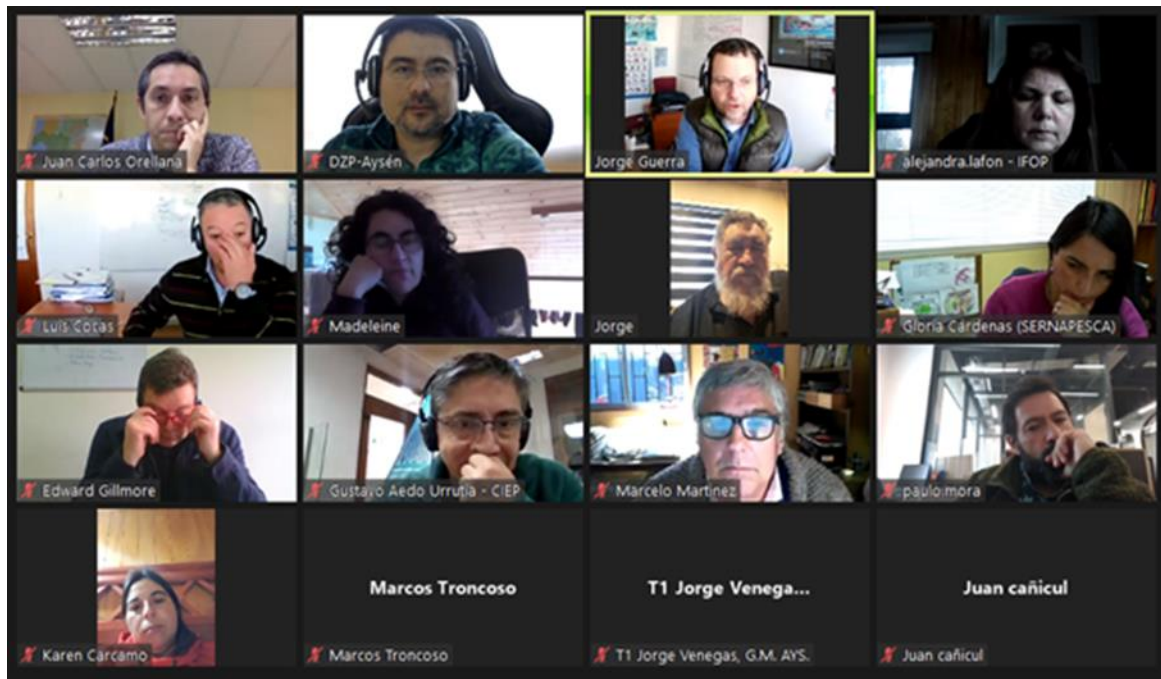 Juan Carlos Orellana
DZP-Aysén
Jorge Guerra
alejandra.lafon - IFOP
Luis Cocas
Madeleine
Jorge
Gloria Cárdenas (SERNAPESCA)
Edward Gillmore
Gustavo Aedo Urrutia - CIEP
Marcelo Martinez
paulo.mora
Karen Carcamo
Marcos Troncoso
Marcos Troncoso
T1 Jorge Venega...
T1 Jorge Venegas, G.M. AYS.
Juan cañicul
Juan cañicul